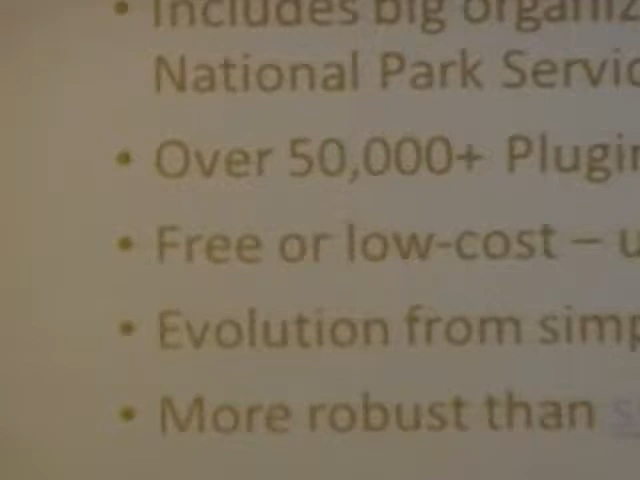 • Includes big organiz
National Park Servic
• Over 50,000+ Plugin
• Free or low-cost – u
• Evolution from simp
• More robust than s